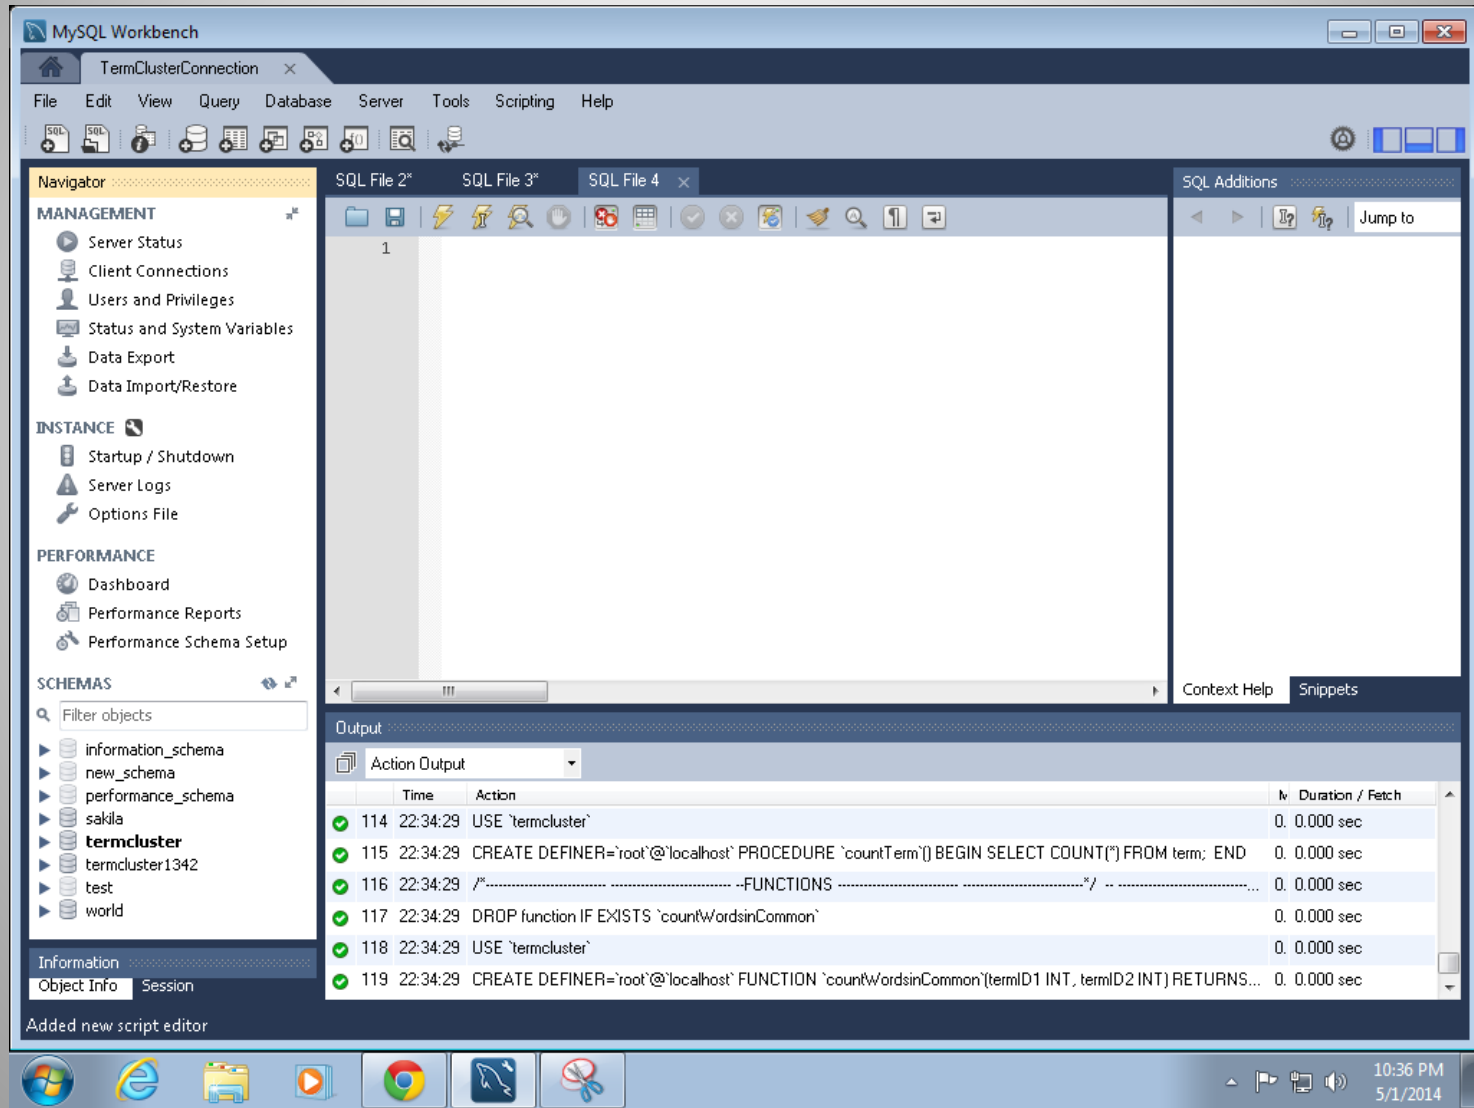 MySQL Workbench
TermClusterConnection
File Edit View Query Database Server Tools Scripting Help
Navigator
MANAGEMENT
Server Status
Client Connections
Users and Privileges
Status and System Variables
Data Export
Data Import/Restore
INSTANCE
Startup / Shutdown
Server Logs
Options File
PERFORMANCE
Dashboard
Performance Reports
Performance Schema Setup
SCHEMAS
Filter objects
information_schema
new_schema
performance_schema
sakila
termcluster
termcluster1342
test
world
Information
Object Info Session
Added new script editor
SQL File 2* SQL File 3* SQL File 4
1
SQL Additions
Jump to
Context Help Snippets
Output
Action Output
Time Action Duration / Fetch
114 22:34:29 USE `termcluster` 0. 0.000 sec
115 22:34:29 CREATE DEFINER=`root`@`localhost` PROCEDURE `countTerm`() BEGIN SELECT COUNT(*) FROM term; END 0. 0.000 sec
116 22:34:29 /*---------------------------- ---------------------------- --FUNCTIONS ---------------------------- ----------------------------*/ -- ----------------------------... 0. 0.000 sec
117 22:34:29 DROP function IF EXISTS `countWordsinCommon` 0. 0.000 sec
118 22:34:29 USE `termcluster` 0. 0.000 sec
119 22:34:29 CREATE DEFINER=`root`@`localhost` FUNCTION `countWordsinCommon`(termID1 INT, termID2 INT) RETURNS... 0. 0.000 sec
10:36 PM
5/1/2014